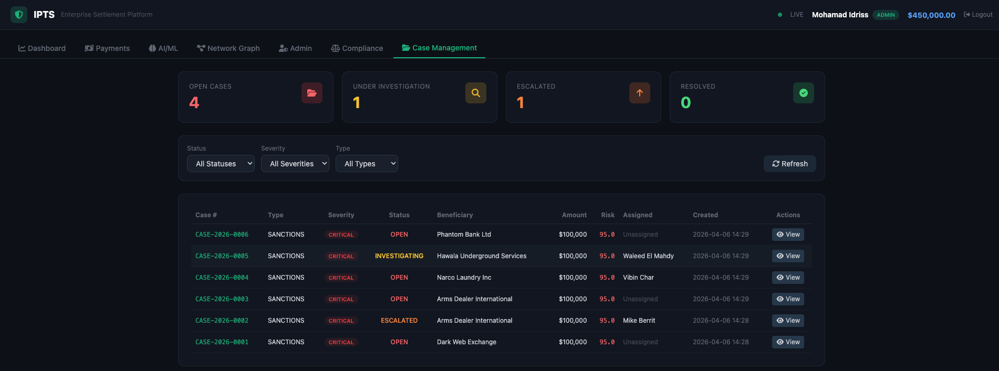 IPTS Enterprise Settlement Platform LIVE Mohamad Idriss ADMIN $450,000.00 Logout
Dashboard Payments AI/ML Network Graph Admin Compliance Case Management
OPEN CASES
4
UNDER INVESTIGATION
1
ESCALATED
1
RESOLVED
0
Status Severity Type
All Statuses All Severities All Types Refresh
Case # Type Severity Status Beneficiary Amount Risk Assigned Created Actions
CASE-2026-0006 SANCTIONS CRITICAL OPEN Phantom Bank Ltd $100,000 95.0 Unassigned 2026-04-06 14:29 View
CASE-2026-0005 SANCTIONS CRITICAL INVESTIGATING Hawala Underground Services $100,000 95.0 Waleed El Mahdy 2026-04-06 14:29 View
CASE-2026-0004 SANCTIONS CRITICAL OPEN Narco Laundry Inc $100,000 95.0 Vibin Char 2026-04-06 14:29 View
CASE-2026-0003 SANCTIONS CRITICAL OPEN Arms Dealer International $100,000 95.0 Unassigned 2026-04-06 14:29 View
CASE-2026-0002 SANCTIONS CRITICAL ESCALATED Arms Dealer International $100,000 95.0 Mike Berrit 2026-04-06 14:28 View
CASE-2026-0001 SANCTIONS CRITICAL OPEN Dark Web Exchange $100,000 95.0 Unassigned 2026-04-06 14:28 View